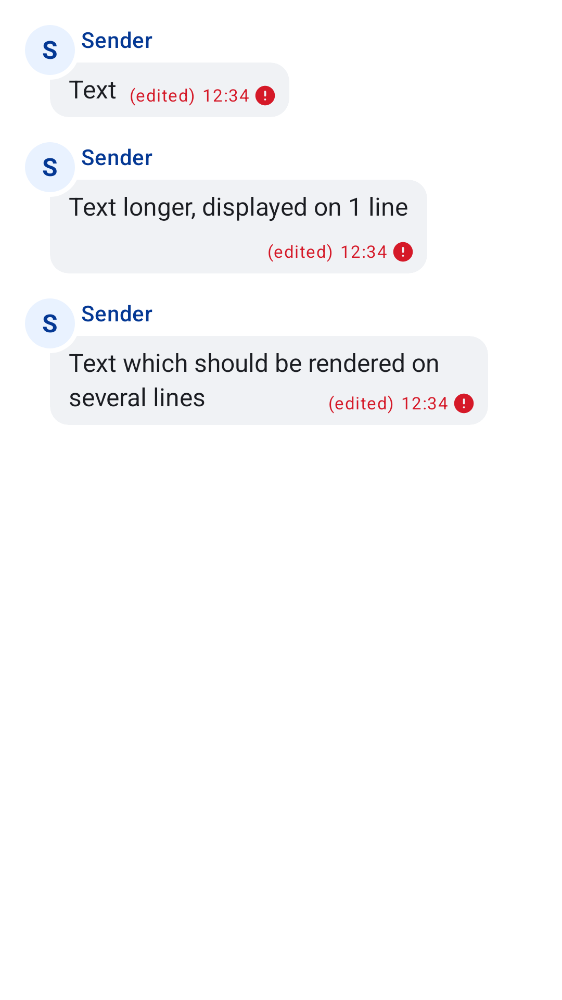 S Sender
Text (edited) 12:34
S Sender
Text longer, displayed on 1 line
(edited) 12:34
S Sender
Text which should be rendered on
several lines (edited) 12:34